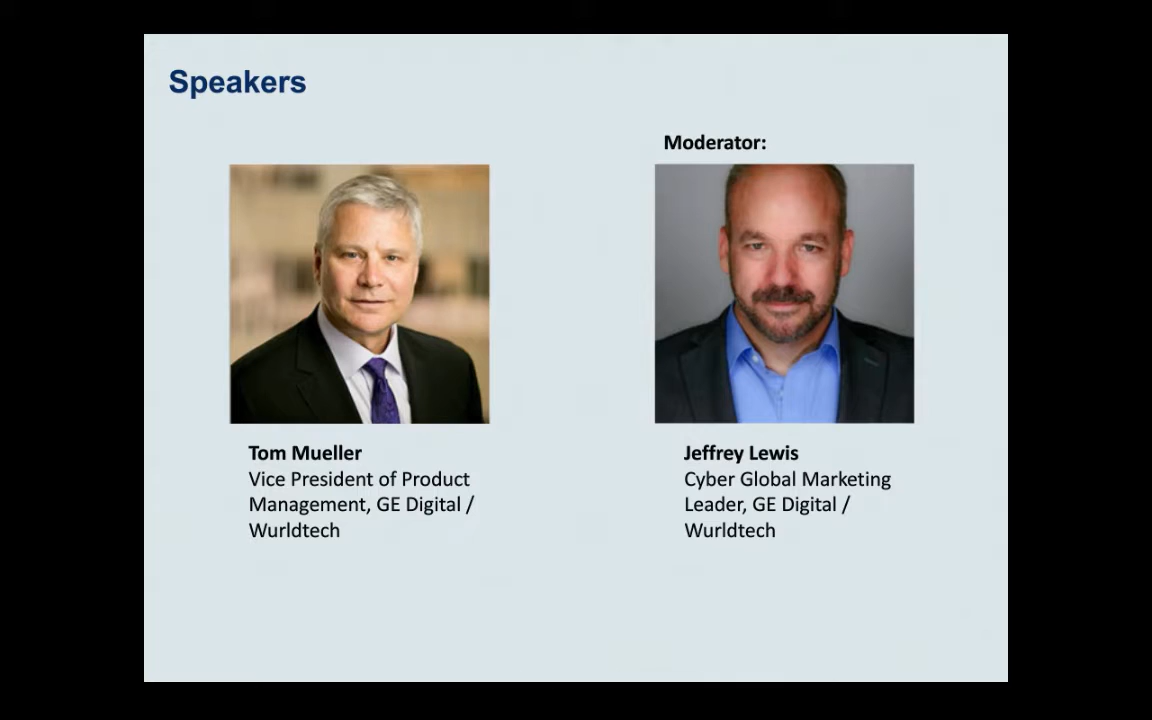 Speakers
Moderator:
Tom Mueller
Vice President of Product
Management, GE Digital /
Wurldtech
Jeffrey Lewis
Cyber Global Marketing
Leader, GE Digital /
Wurldtech